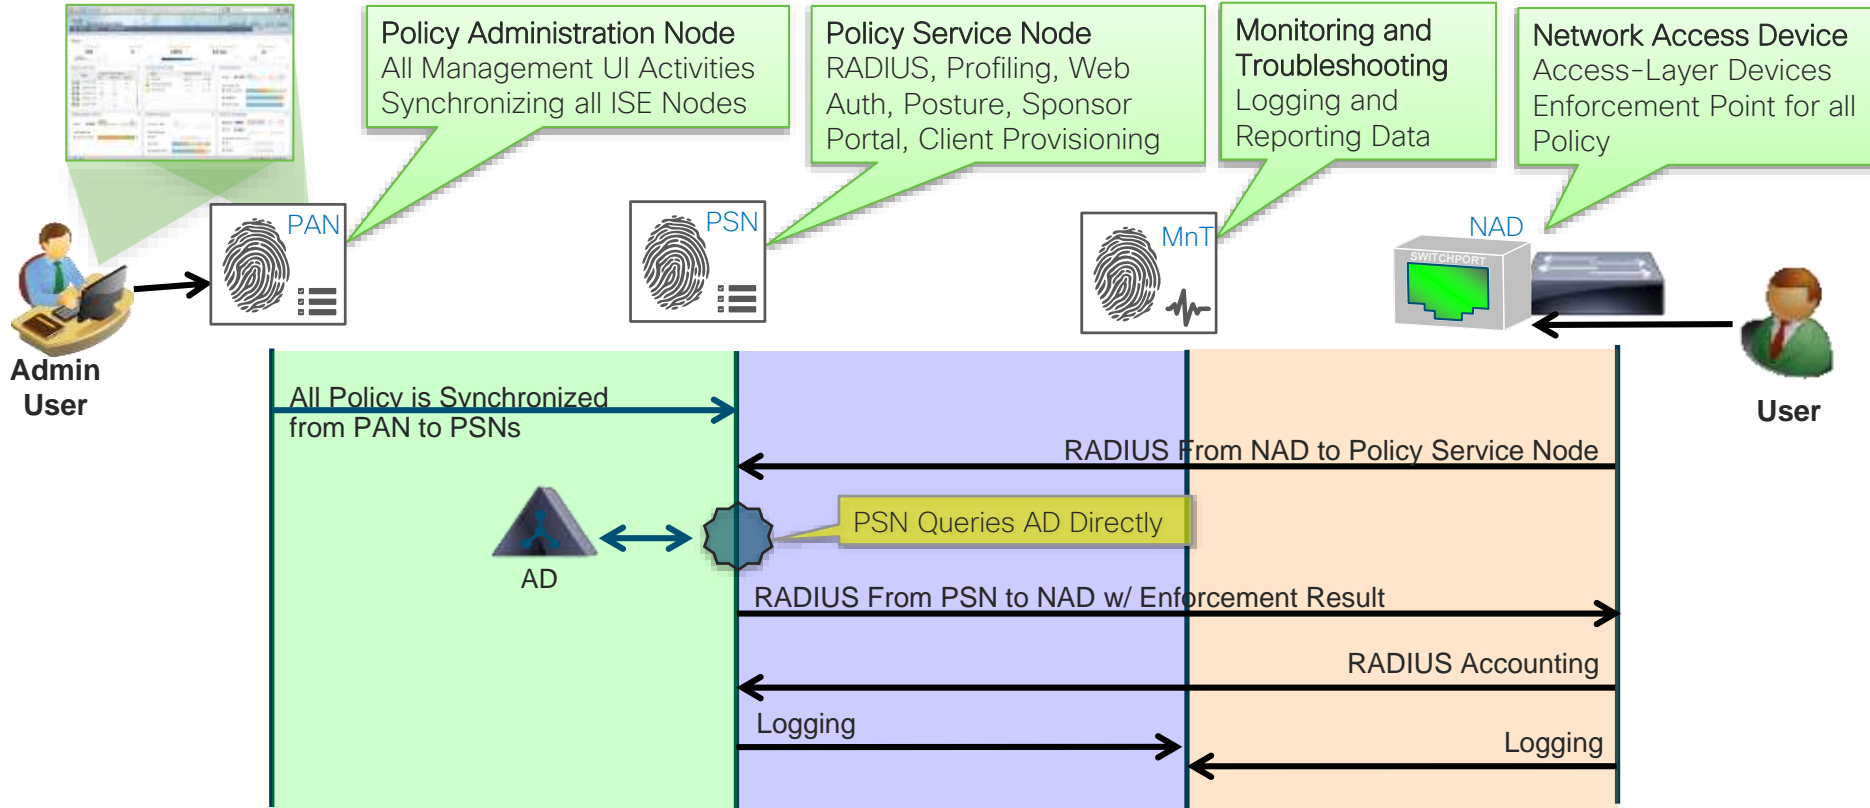 Policy Administration Node
All Management UI Activities
Synchronizing all ISE Nodes
Policy Service Node
RADIUS, Profiling, Web
Auth, Posture, Sponsor
Portal, Client Provisioning
Monitoring and
Troubleshooting
Logging and
Reporting Data
Network Access Device
Access-Layer Devices
Enforcement Point for all
Policy
PAN
PSN
MnT
NAD
SWITCHPORT
Admin
User
User
All Policy is Synchronized
from PAN to PSNs
RADIUS From NAD to Policy Service Node
PSN Queries AD Directly
AD
RADIUS From PSN to NAD w/ Enforcement Result
RADIUS Accounting
Logging
Logging